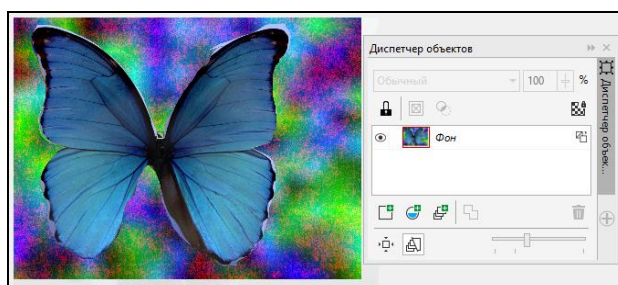 Диспетчер объектов
Обычный
100
%
Фон
Диспетчер объек...